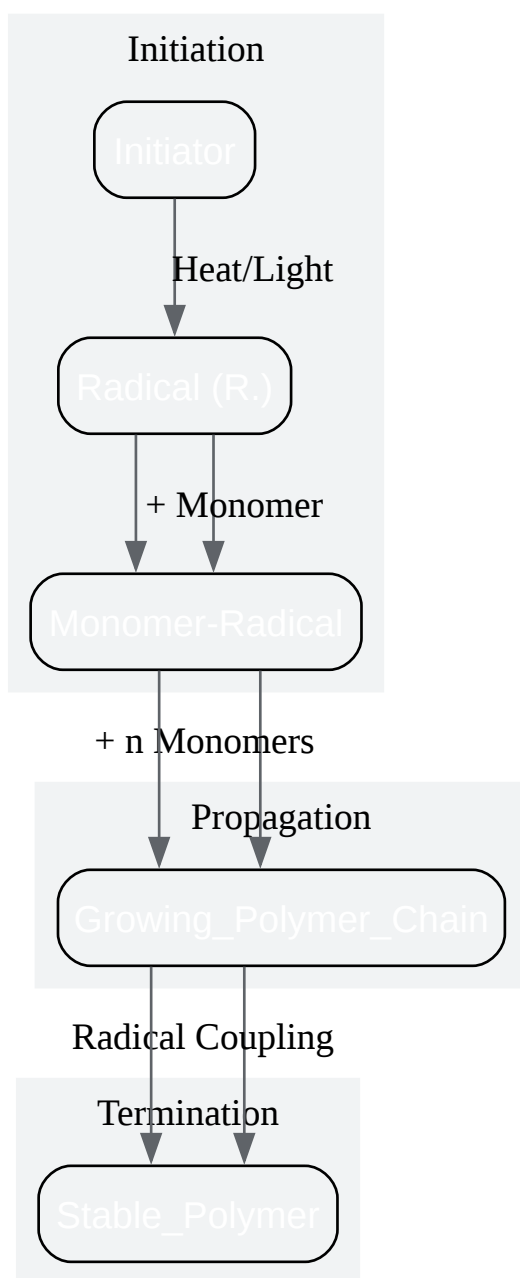 Initiation
Initiator
Heat/Light
Radical (R.)
+ Monomer
Monomer-Radical
+ n Monomers
Propagation
Growing_Polymer_Chain
Radical Coupling
Termination
Stable_Polymer